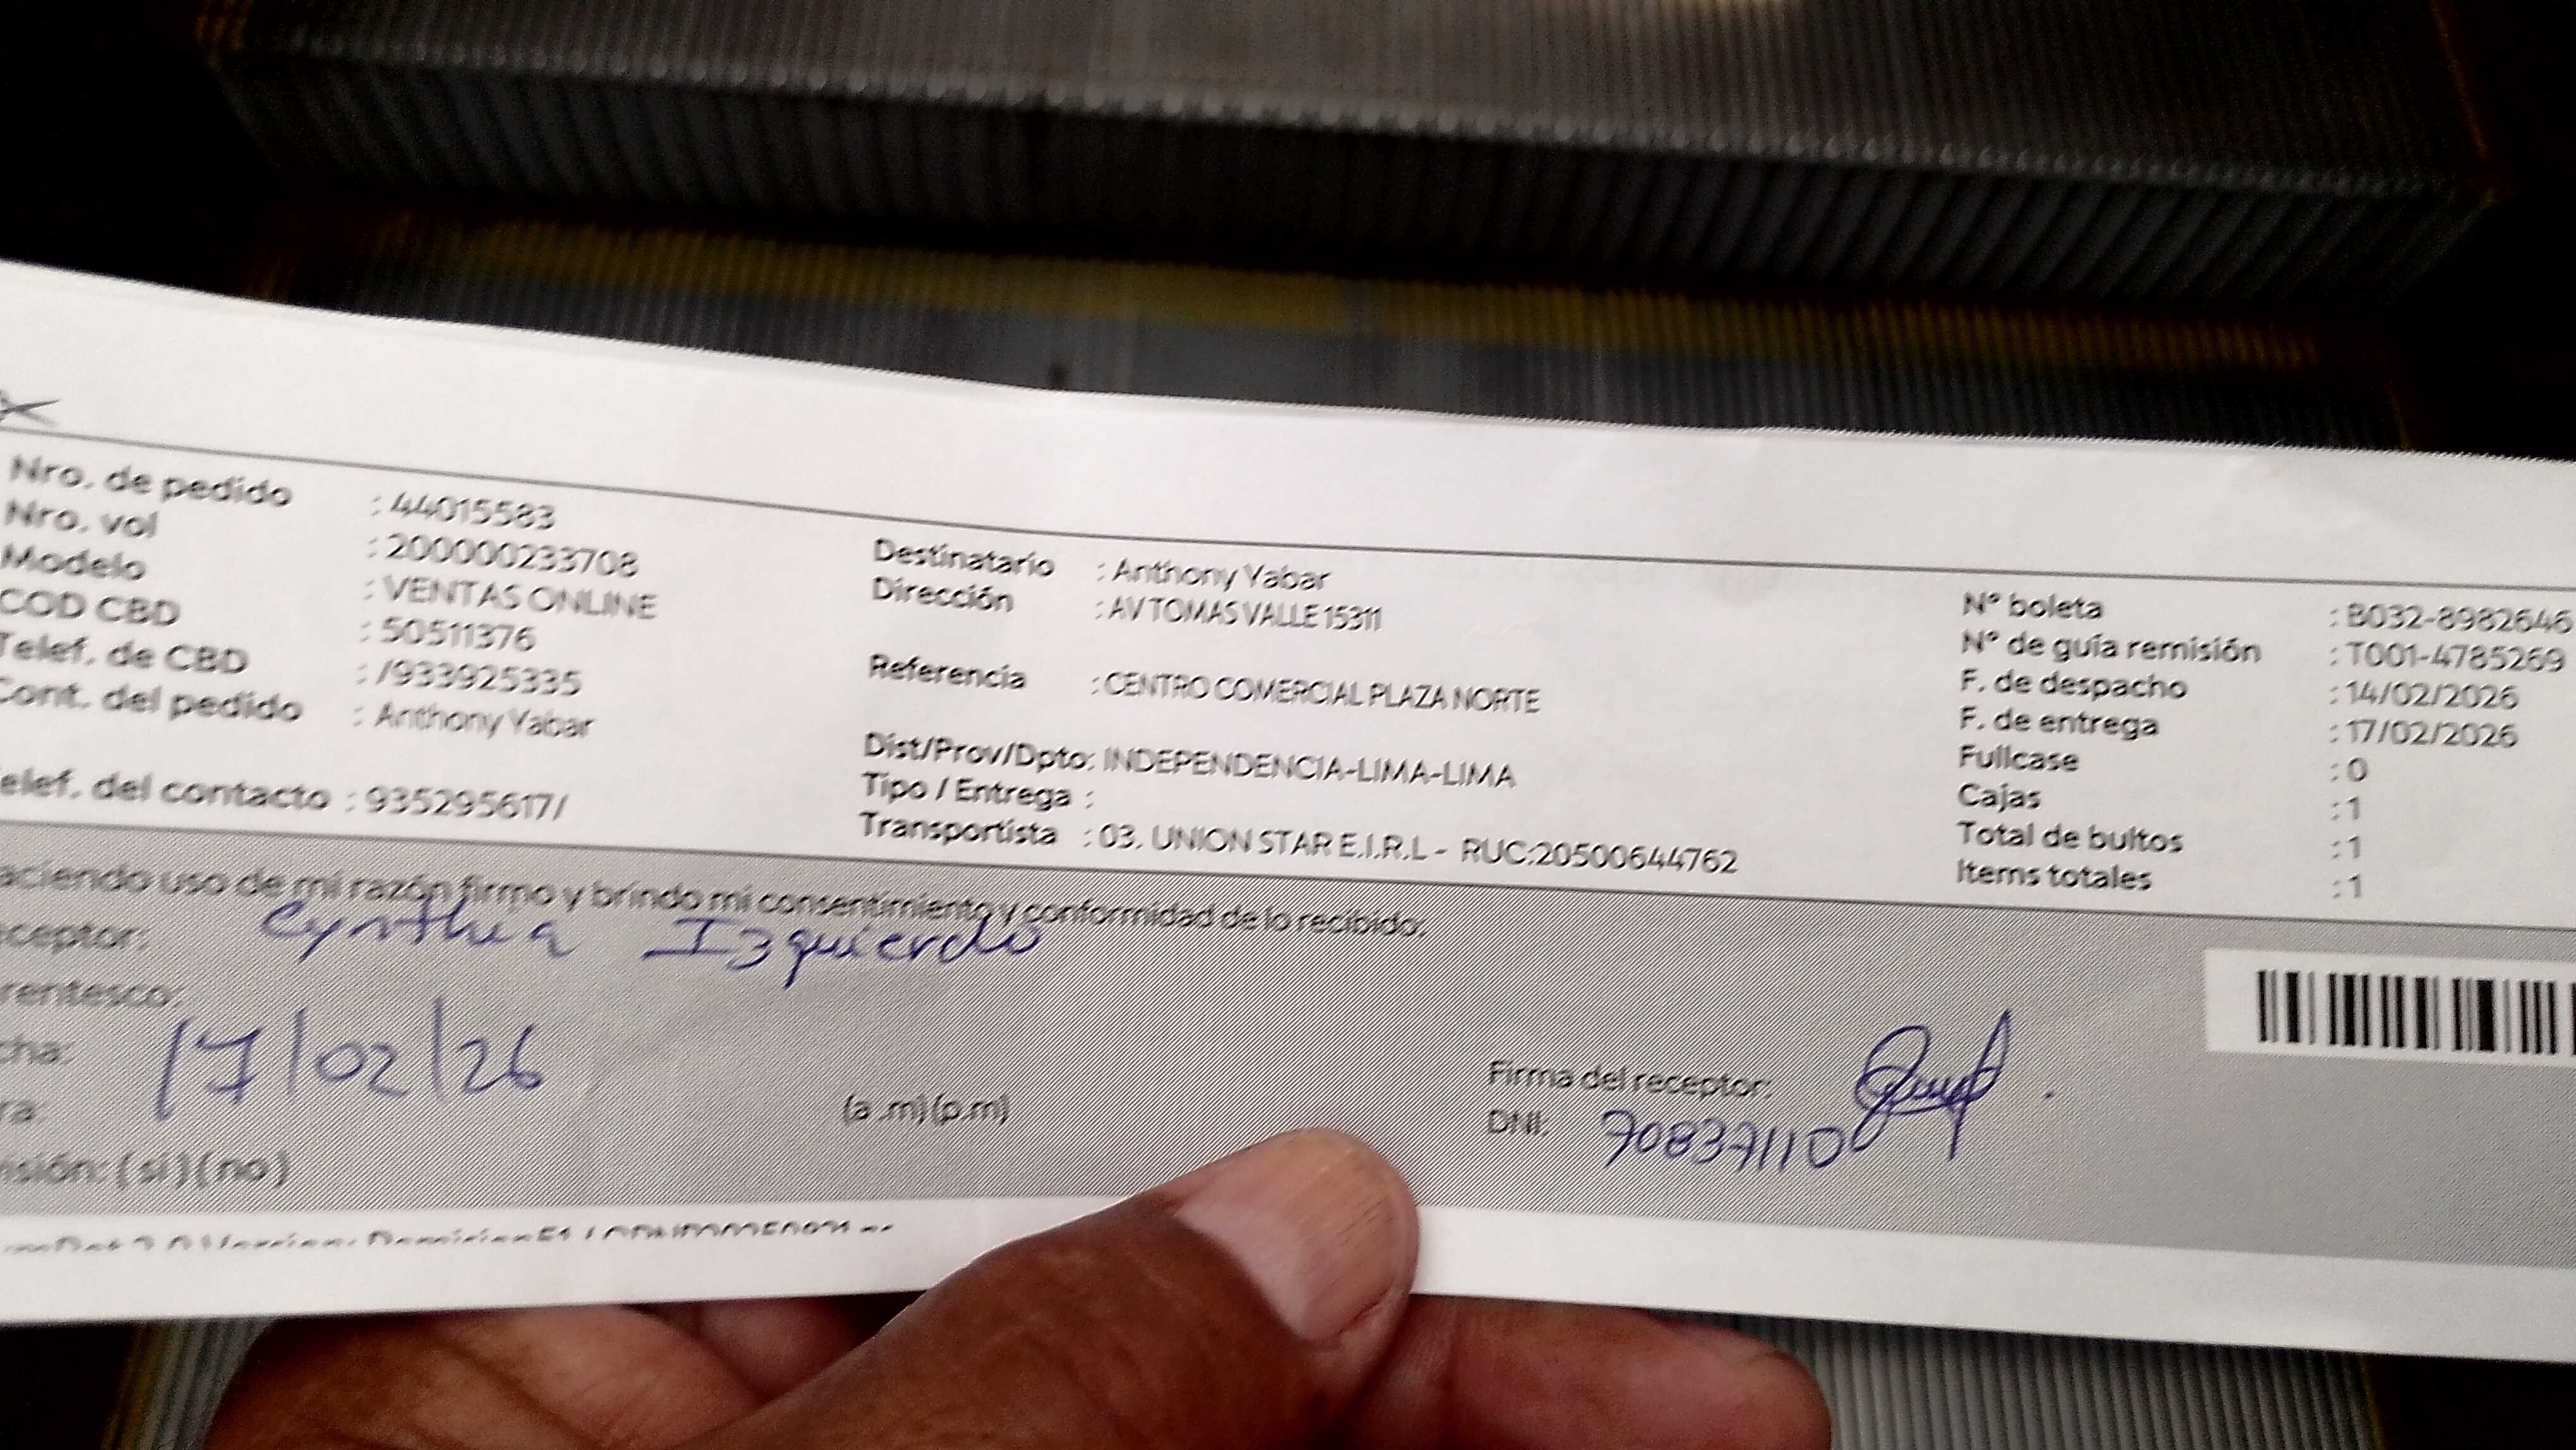 Nro. de pedido : 44015583
Nro. vol : 200000233708
Modelo : VENTAS ONLINE
COD CBD : 50511376
Telef. de CBD : /933925335
Cont. del pedido : Anthony Yabar
elef. del contacto : 935295617/
Destinatario : Anthony Yabar
Dirección : AV TOMAS VALLE 15311
Referencia : CENTRO COMERCIAL PLAZA NORTE
Dist/Prov/Dpto: INDEPENDENCIA-LIMA-LIMA
Tipo / Entrega :
Transportista : 03. UNION STAR E.I.R.L - RUC:20500644762
N° boleta : B032-8982646
N° de guía remisión : T001-4785269
F. de despacho : 14/02/2026
F. de entrega : 17/02/2026
Fullcase : 0
Cajas : 1
Total de bultos : 1
Items totales : 1
aciendo uso de mi razón firmo y brindo mi consentimiento y conformidad de lo recibido:
ceptor: Cynthia Izquierdo
rentesco:
cha: 17/02/26
ra: (a .m) (p.m)
isión: (si) (no)
Firma del receptor:
DNI: 70837110